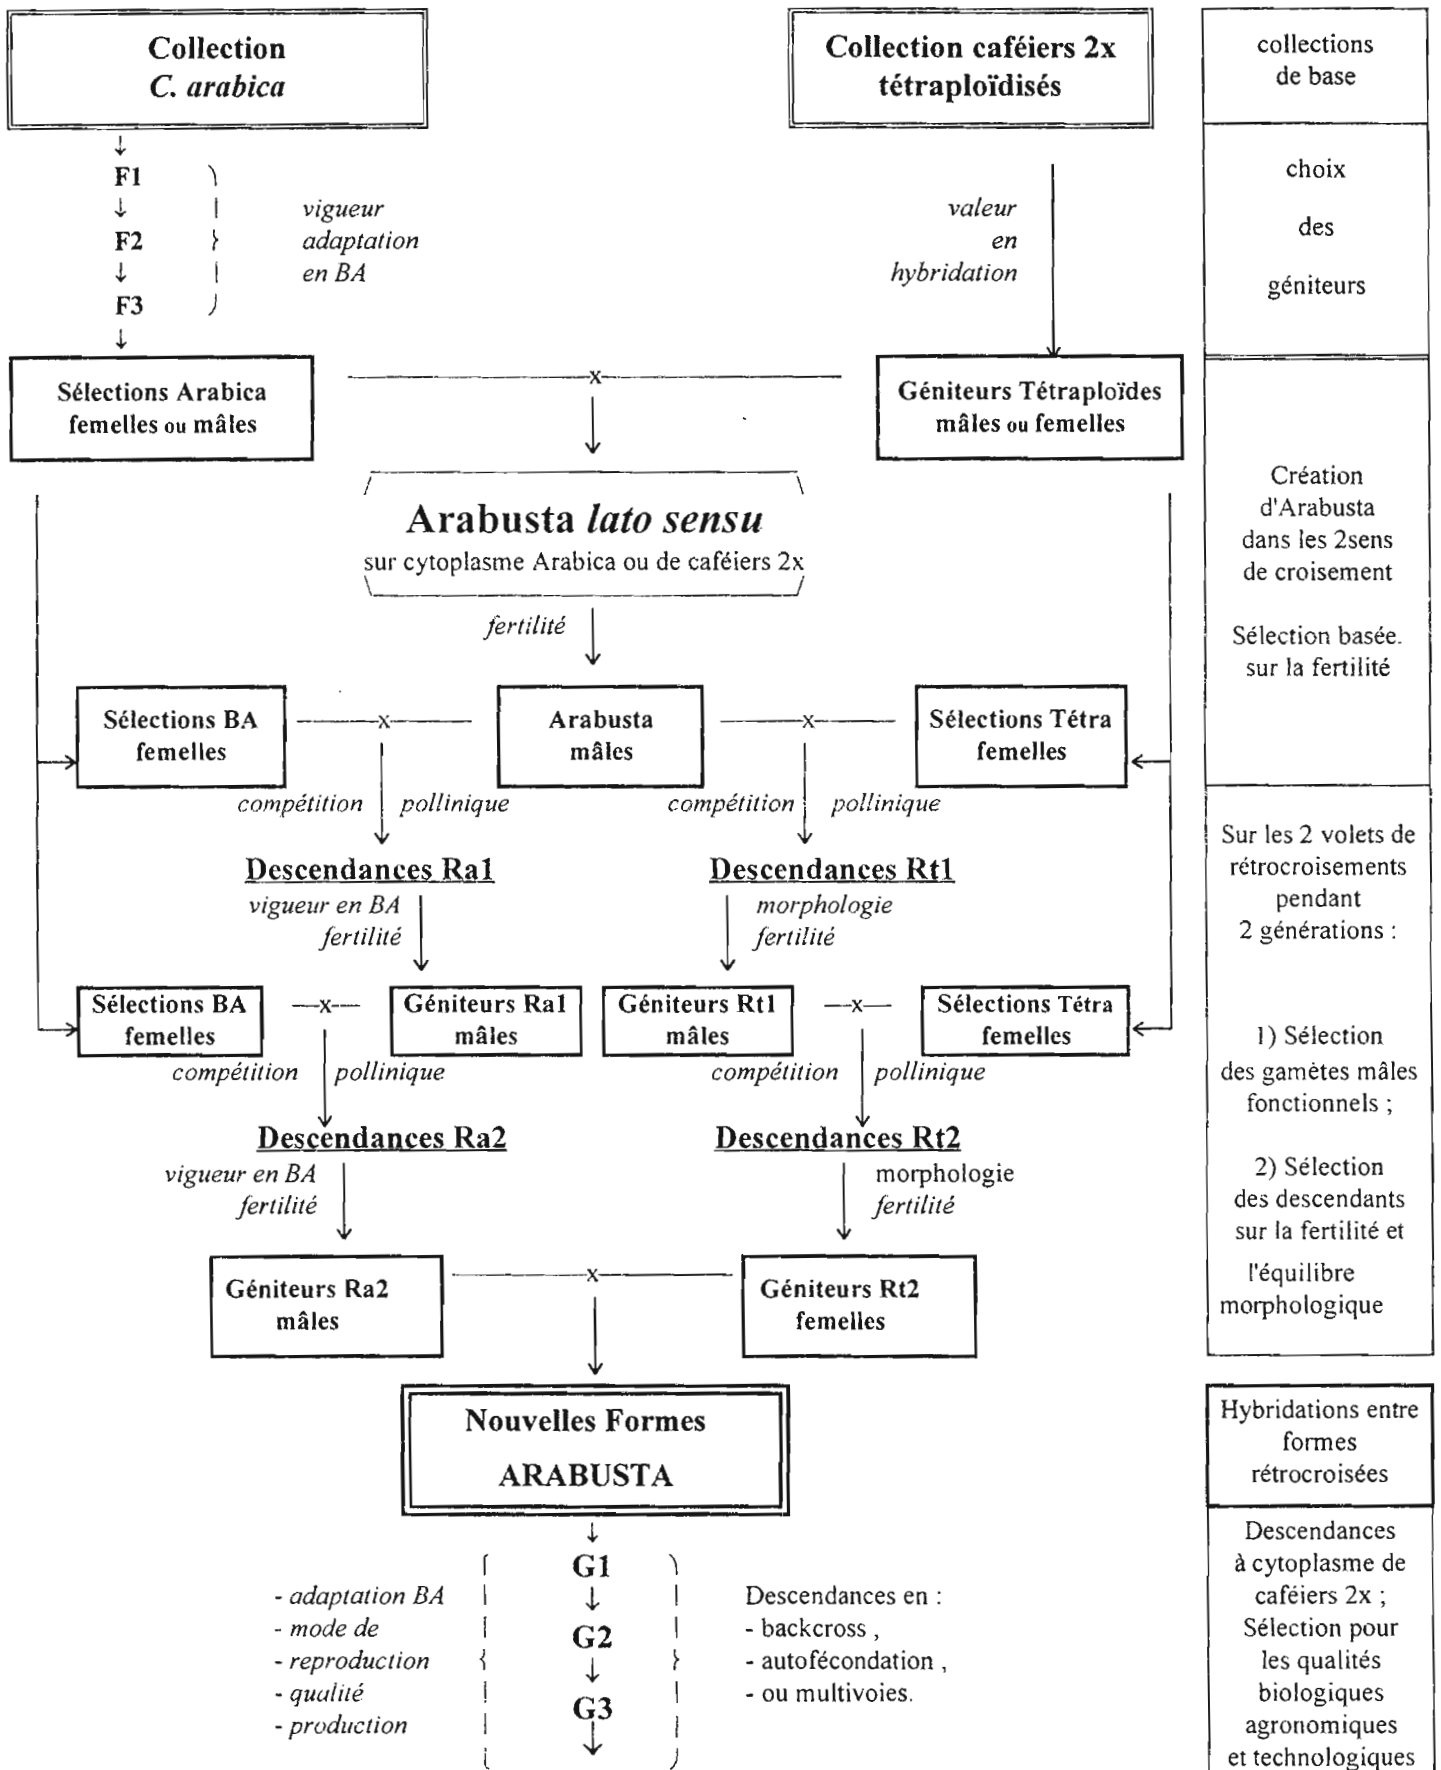 Collection
C. arabica
Collection caféiers 2x
tétraploïdisés
collections
de base
↓
F1
↓
F2
↓
F3
↓
vigueur
adaptation
en BA
valeur
en
hybridation
choix
des
géniteurs
Sélections Arabica
femelles ou mâles
x
Géniteurs Tétraploïdes
mâles ou femelles
Arabusta lato sensu
sur cytoplasme Arabica ou de caféiers 2x
fertilité
Création
d'Arabusta
dans les 2sens
de croisement
Sélection basée.
sur la fertilité
Sélections BA
femelles
x
Arabusta
mâles
x
Sélections Tétra
femelles
compétition pollinique
compétition pollinique
Descendances Ra1
Descendances Rt1
vigueur en BA
fertilité
morphologie
fertilité
Sur les 2 volets de
rétrocroisements
pendant
2 générations :
Sélections BA
femelles
x
Géniteurs Ra1
mâles
Géniteurs Rt1
mâles
x
Sélections Tétra
femelles
compétition pollinique
compétition pollinique
1) Sélection
des gamètes mâles
fonctionnels ;
Descendances Ra2
Descendances Rt2
vigueur en BA
fertilité
morphologie
fertilité
2) Sélection
des descendants
sur la fertilité et
l'équilibre
morphologique
Géniteurs Ra2
mâles
x
Géniteurs Rt2
femelles
Nouvelles Formes
ARABUSTA
Hybridations entre
formes
rétrocroisées
↓
G1
↓
G2
↓
G3
↓
- adaptation BA
- mode de
- reproduction
- qualité
- production
Descendances en :
- backcross ,
- autofécondation ,
- ou multivoies.
Descendances
à cytoplasme de
caféiers 2x ;
Sélection pour
les qualités
biologiques
agronomiques
et technologiques